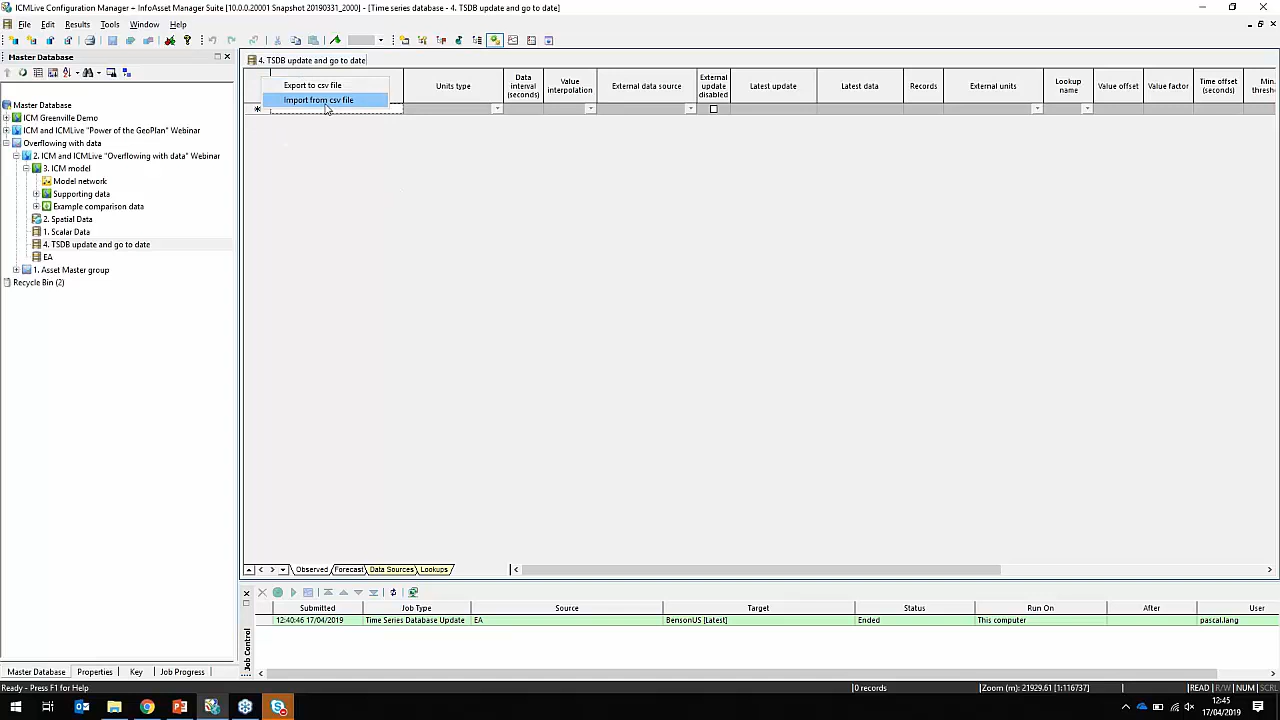 ICMLive Configuration Manager - InfoAsset Manager Suite [10.0.0.20001 Snapshot 20190331_2000] - [Time series database - 4. TSDB update and go to date]
File Edit Results Tools Window Help
Master Database
4. TSDB update and go to date
Export to csv file
Import from csv file
Units type
Data interval (seconds)
Value interpolation
External data source
External update disabled
Latest update
Latest data
Records
External units
Lookup name
Value offset
Value factor
Time offset (seconds)
Min. thresh
Master Database
ICM Greenville Demo
ICM and ICMLive "Power of the GeoPlan" Webinar
Overflowing with data
2. ICM and ICMLive "Overflowing with data" Webinar
3. ICM model
Model network
Supporting data
Example comparison data
2. Spatial Data
1. Scalar Data
4. TSDB update and go to date
EA
1. Asset Master group
Recycle Bin (2)
Observed Forecast Data Sources Lookups
Job Control
Submitted Job Type Source Target Status Run On After User
12:40:46 17/04/2019 Time Series Database Update EA BensonUS [Latest] Ended This computer pascal.lang
Master Database Properties Key Job Progress
Ready - Press F1 for Help 0 records Zoom (m): 21929.61 [1:116737] READ R/W NUM SCRL
12:45
17/04/2019